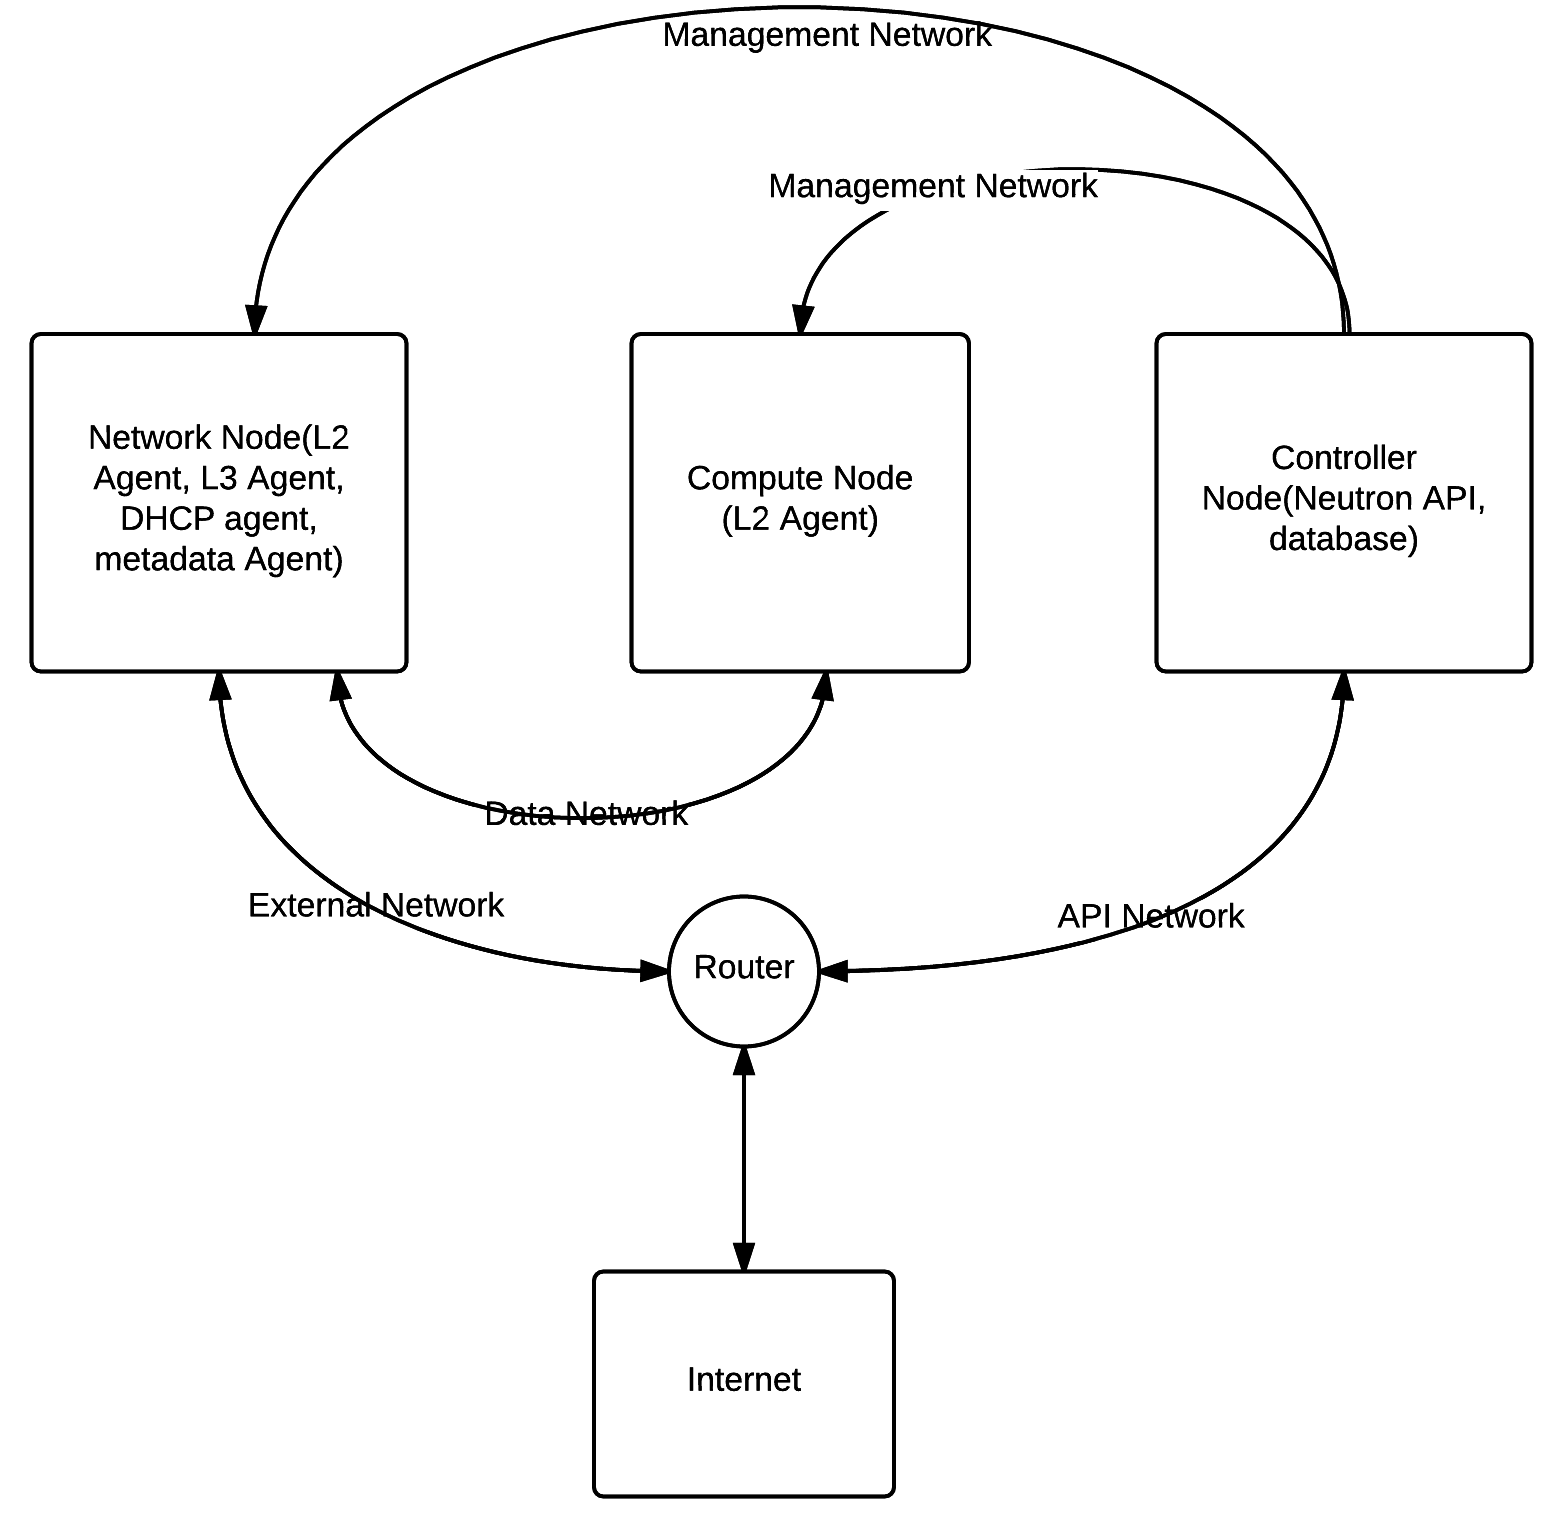 Management Network
Management Network
Network Node(L2
Agent, L3 Agent,
DHCP agent,
metadata Agent)
Compute Node
(L2 Agent)
Controller
Node(Neutron API,
database)
Data Network
External Network
API Network
Router
Internet